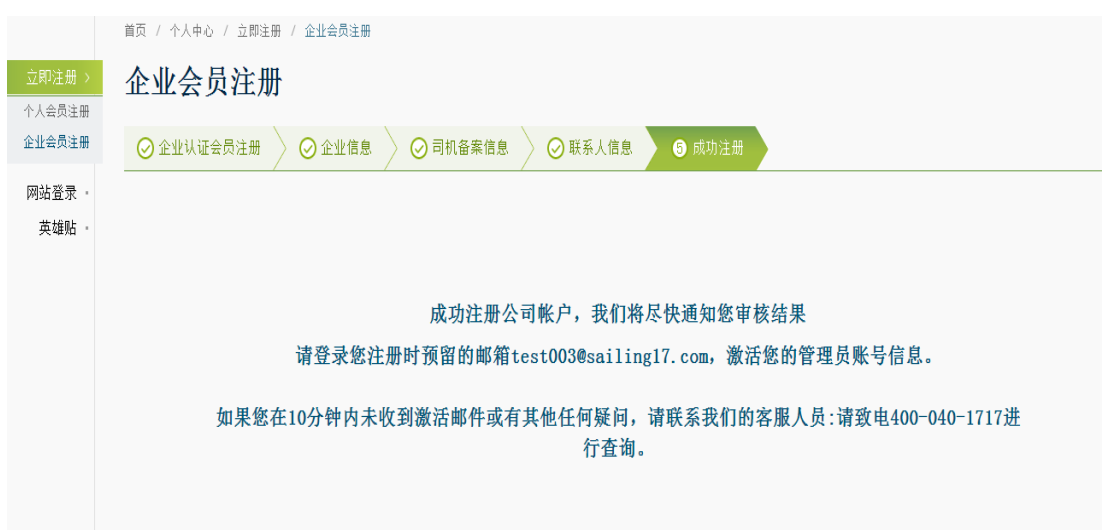 首页 / 个人中心 / 立即注册 / 企业会员注册
立即注册 >
个人会员注册
企业会员注册
网站登录
英雄贴
企业会员注册
企业认证会员注册 企业信息 司机备案信息 联系人信息 5 成功注册
成功注册公司帐户，我们将尽快通知您审核结果
请登录您注册时预留的邮箱test003@sailing17.com，激活您的管理员账号信息。
如果您在10分钟内未收到激活邮件或有其他任何疑问，请联系我们的客服人员:请致电400-040-1717进
行查询。